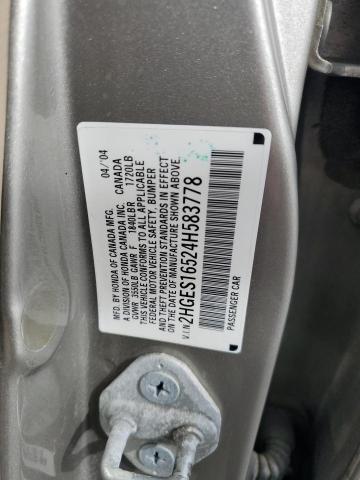 MFD. BY HONDA OF CANADA MFG. 04/'04
A DIVISION OF HONDA CANADA INC. CANADA
GVWR 3550LB GAWR F 1840LBR 1720LB
THIS VEHICLE CONFORMS TO ALL APPLICABLE
FEDERAL MOTOR VEHICLE SAFETY, BUMPER
AND THEFT PREVENTION STANDARDS IN EFFECT
ON THE DATE OF MANUFACTURE SHOWN ABOVE.
V.I.N. 2HGES16524H583778
PASSENGER CAR